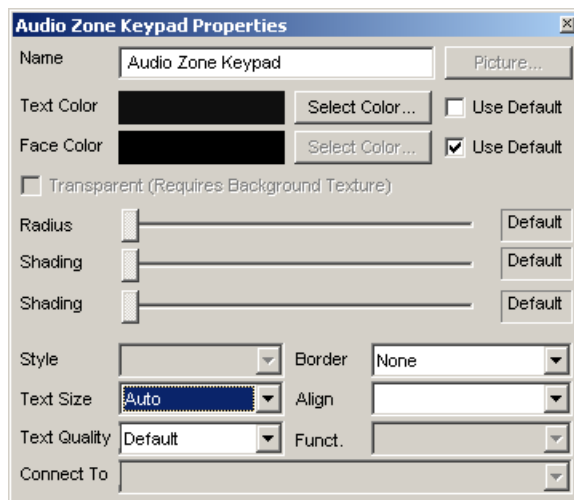 Audio Zone Keypad Properties
Name Audio Zone Keypad Picture...
Text Color Select Color... Use Default
Face Color Select Color... Use Default
Transparent (Requires Background Texture)
Radius Default
Shading Default
Shading Default
Style Border None
Text Size Auto Align
Text Quality Default Funct.
Connect To